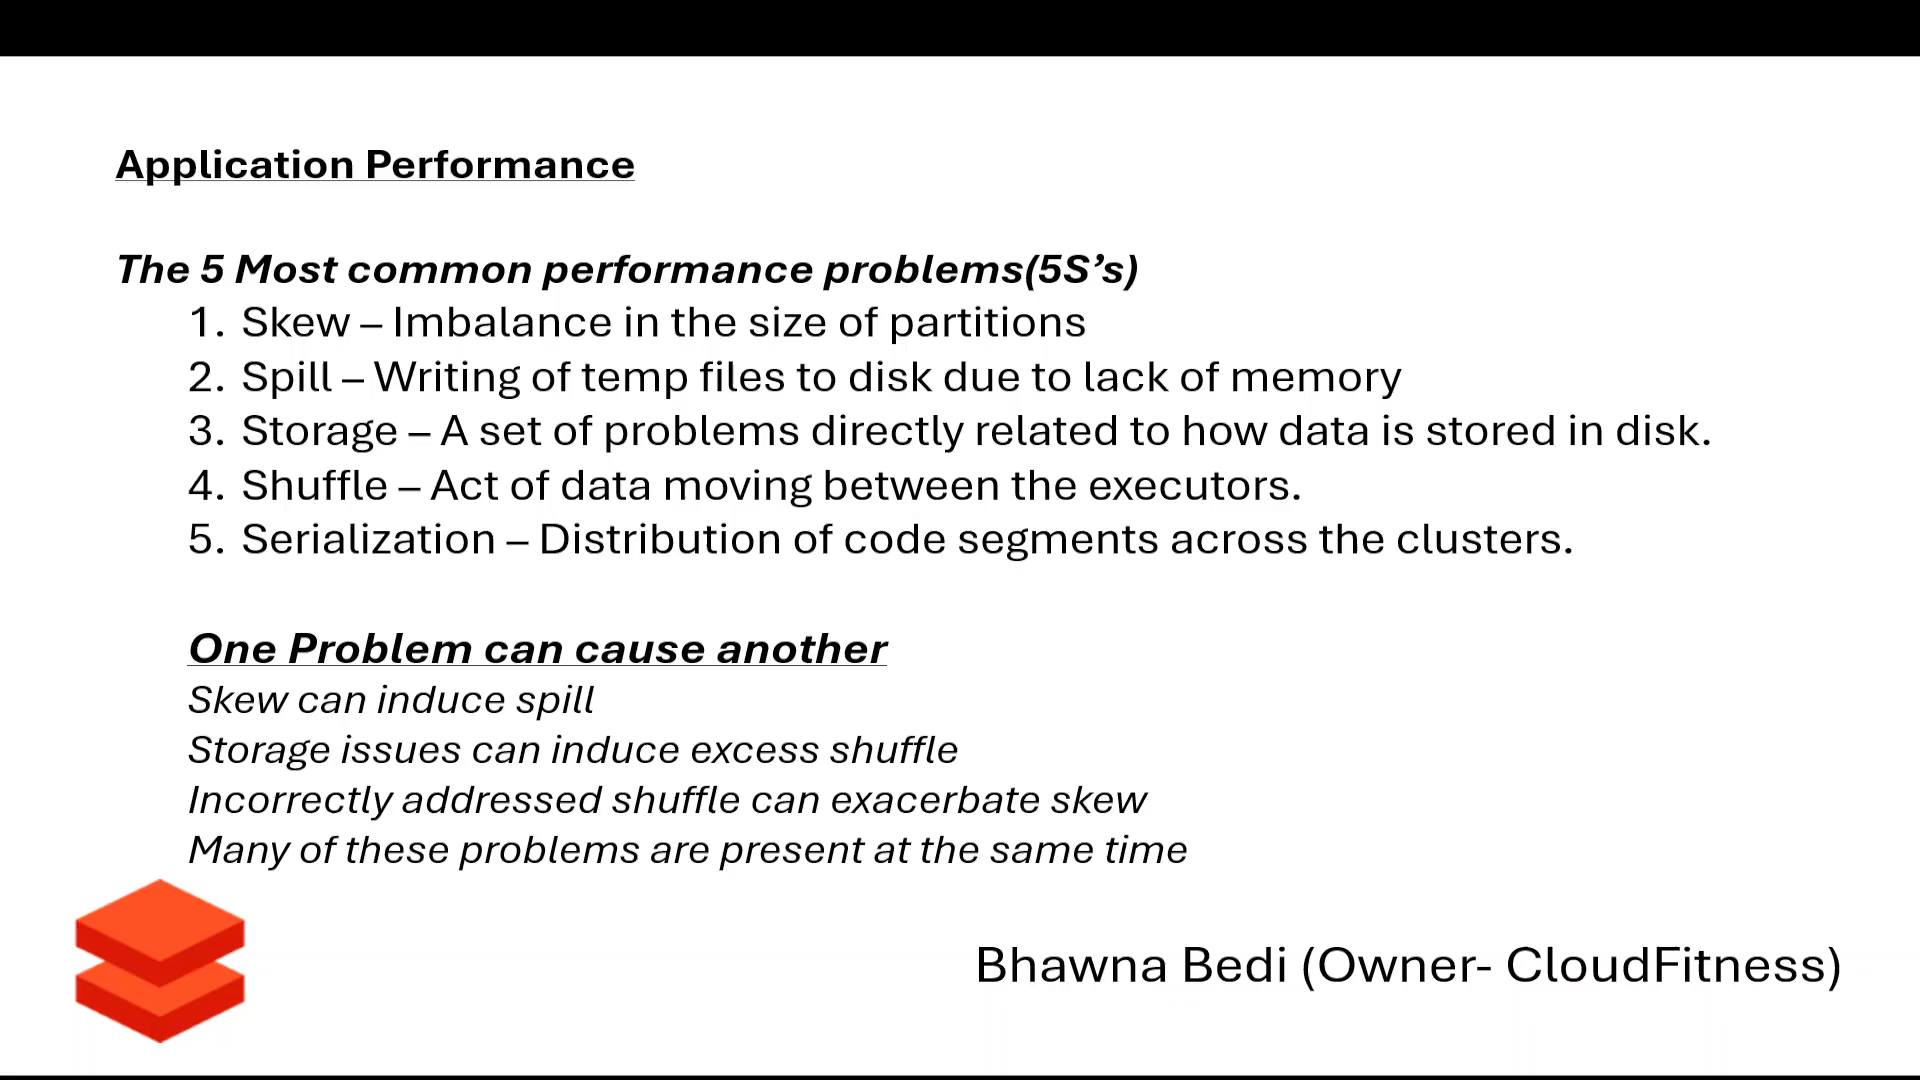 Application Performance
The 5 Most common performance problems(5S’s)
1. Skew – Imbalance in the size of partitions
2. Spill – Writing of temp files to disk due to lack of memory
3. Storage – A set of problems directly related to how data is stored in disk.
4. Shuffle – Act of data moving between the executors.
5. Serialization – Distribution of code segments across the clusters.
One Problem can cause another
Skew can induce spill
Storage issues can induce excess shuffle
Incorrectly addressed shuffle can exacerbate skew
Many of these problems are present at the same time
Bhawna Bedi (Owner- CloudFitness)